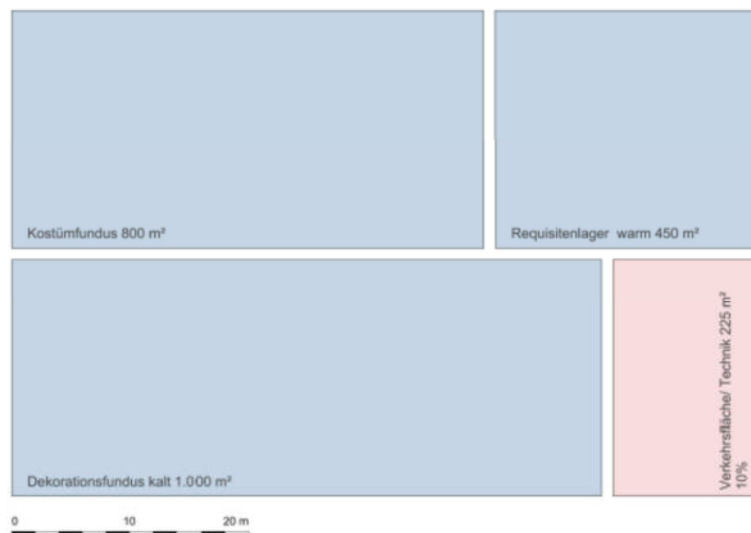 Kostümfundus 800 m²
Requisitenlager warm 450 m²
Dekorationsfundus kalt 1.000 m²
Verkehrsfläche/ Technik 225 m²
10%
0 10 20 m